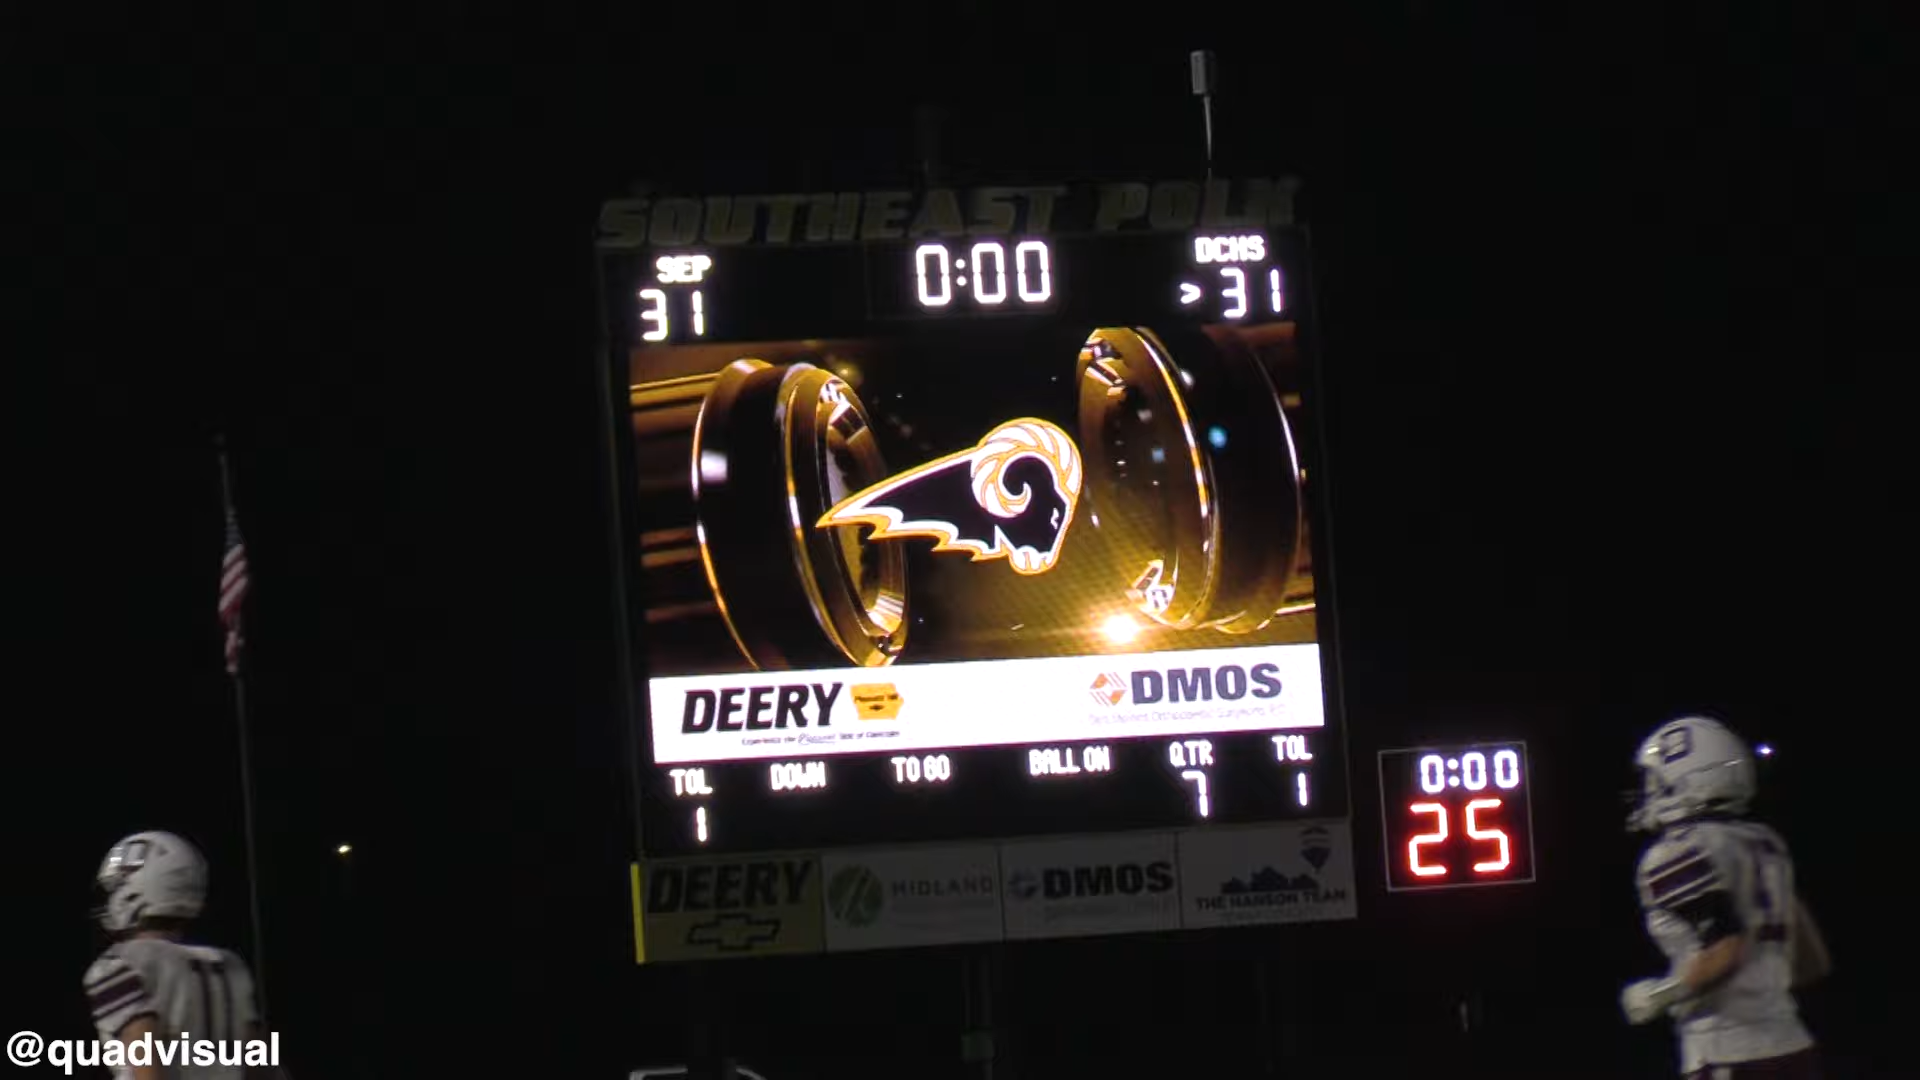 SOUTHEAST POLK
SEP
0:00
DCHS
31
> 31
DEERY
DMOS
TOL
DOWN
TO GO
BALL ON
QTR
TOL
1
7
1
0:00
25
DEERY
MIDLAND
DMOS
THE HANSON TEAM
11
@quadvisual